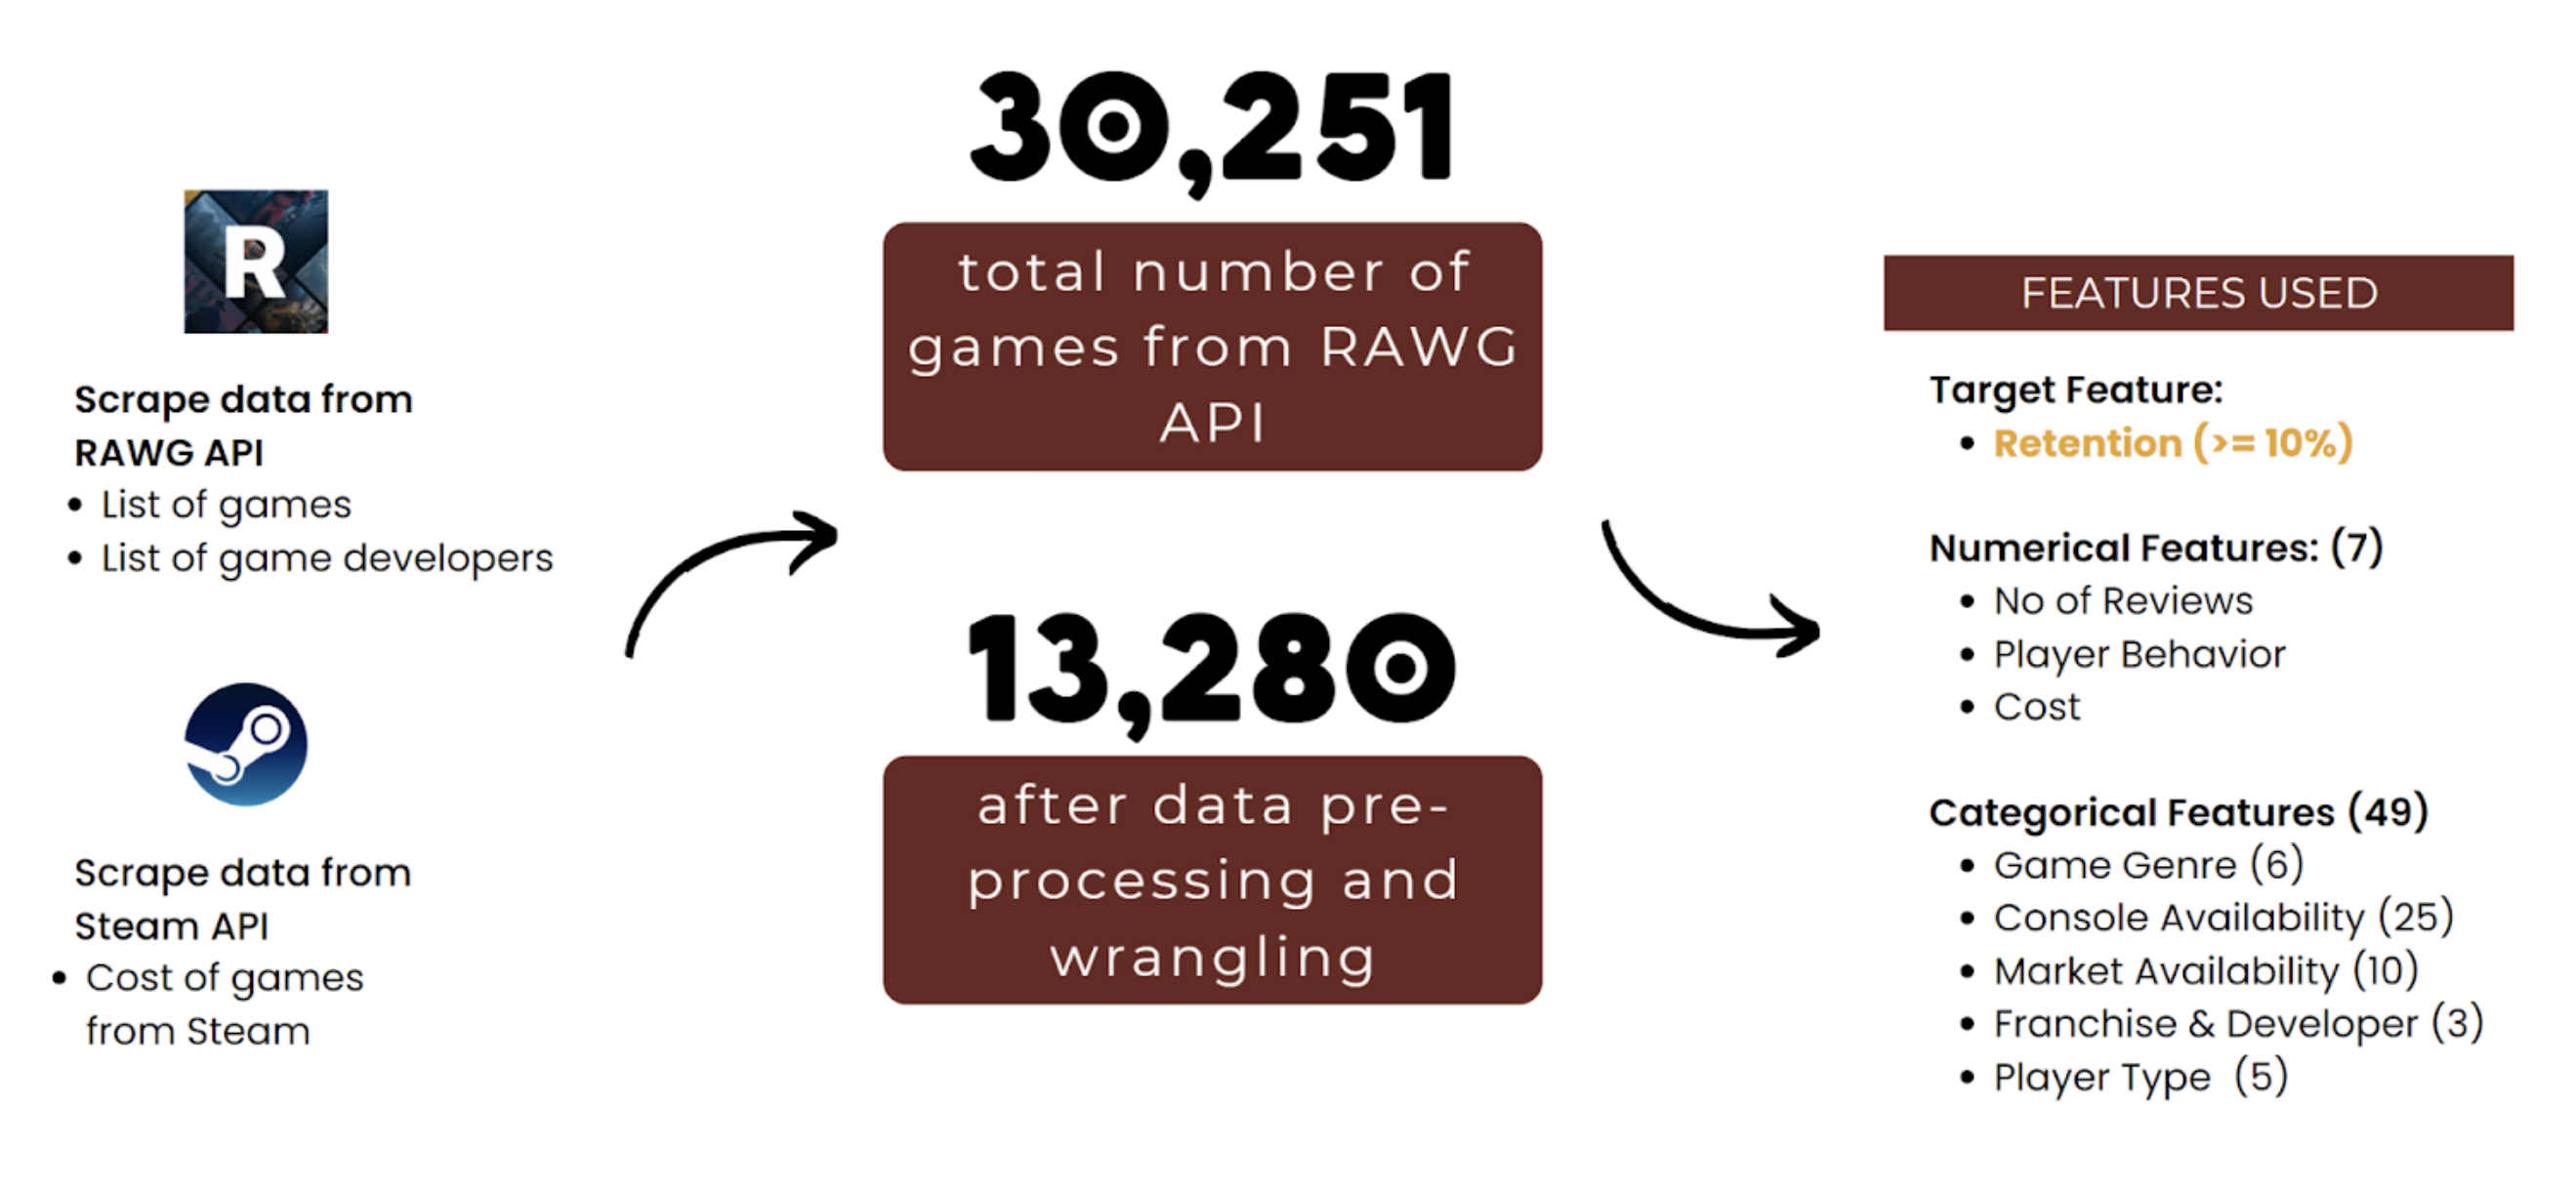 R
Scrape data from
RAWG API
• List of games
• List of game developers
Scrape data from
Steam API
• Cost of games
from Steam
30,251
total number of
games from RAWG
API
13,280
after data pre-
processing and
wrangling
FEATURES USED
Target Feature:
• Retention (>= 10%)
Numerical Features: (7)
• No of Reviews
• Player Behavior
• Cost
Categorical Features (49)
• Game Genre (6)
• Console Availability (25)
• Market Availability (10)
• Franchise & Developer (3)
• Player Type (5)